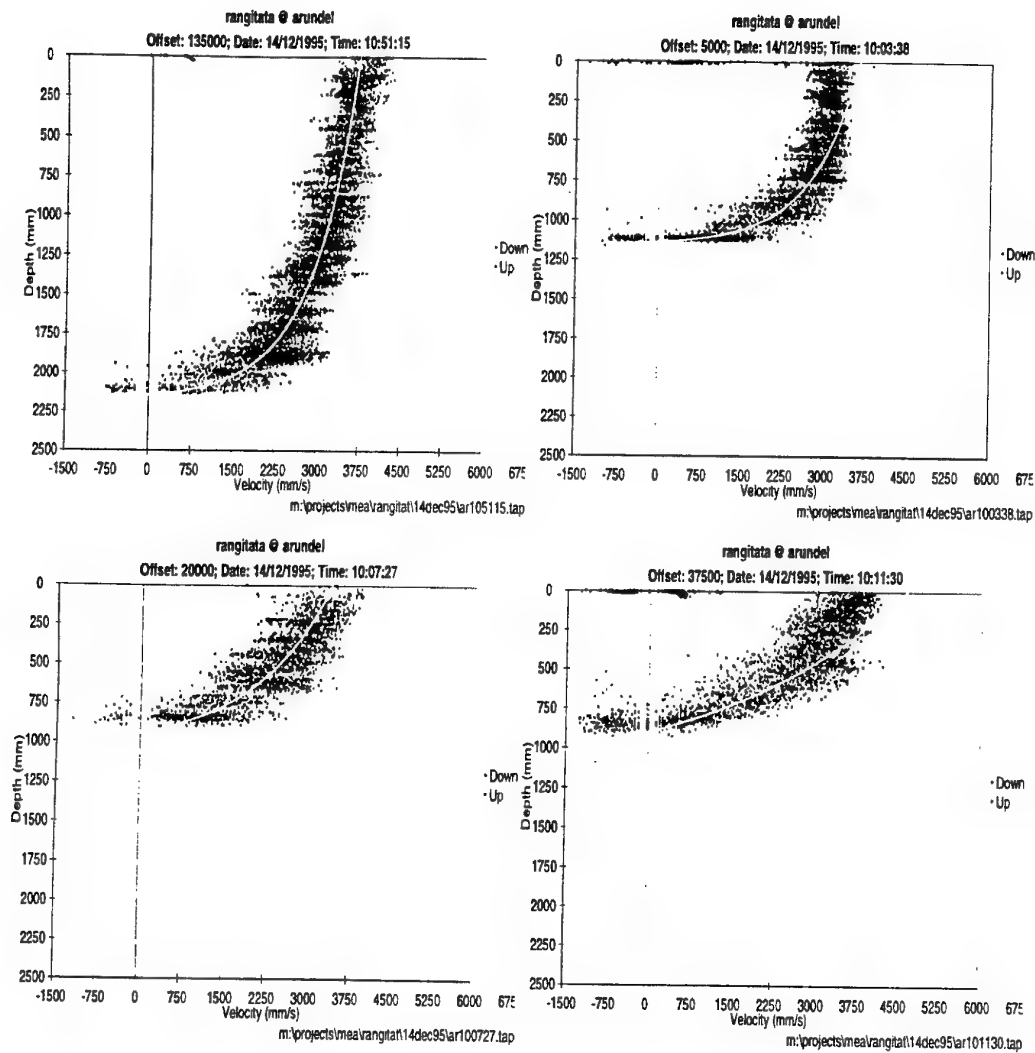 rangitata @ arundel
Offset: 135000; Date: 14/12/1995; Time: 10:51:15
0
250
500
750
1000
1250
1500
1750
2000
2250
2500
Depth (mm)
-1500 -750 0 750 1500 2250 3000 3750 4500 5250 6000 675
Velocity (mm/s)
· Down
· Up
m:\projects\mea\rangitat\14dec95\ar105115.tap
rangitata @ arundel
Offset: 5000; Date: 14/12/1995; Time: 10:03:38
0
250
500
750
1000
1250
1500
1750
2000
2250
2500
Depth (mm)
-1500 -750 0 750 1500 2250 3000 3750 4500 5250 6000 675
Velocity (mm/s)
· Down
· Up
m:\projects\mea\rangitat\14dec95\ar100338.tap
rangitata @ arundel
Offset: 20000; Date: 14/12/1995; Time: 10:07:27
0
250
500
750
1000
1250
1500
1750
2000
2250
2500
Depth (mm)
-1500 -750 0 750 1500 2250 3000 3750 4500 5250 6000 675
Velocity (mm/s)
· Down
· Up
m:\projects\mea\rangitat\14dec95\ar100727.tap
rangitata @ arundel
Offset: 37500; Date: 14/12/1995; Time: 10:11:30
0
250
500
750
1000
1250
1500
1750
2000
2250
2500
Depth (mm)
-1500 -750 0 750 1500 2250 3000 3750 4500 5250 6000 675
Velocity (mm/s)
· Down
· Up
m:\projects\mea\rangitat\14dec95\ar101130.tap